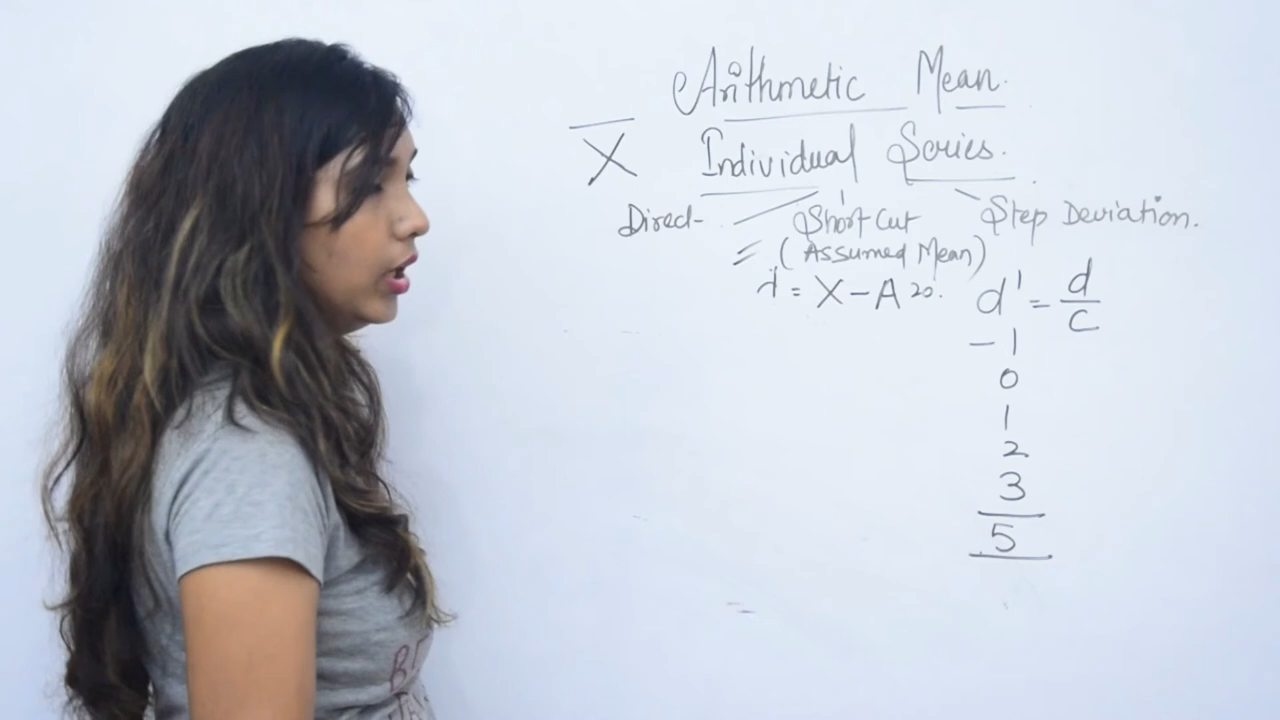 Arithmetic Mean.
X Individual Series.
Direct Short Cut Step Deviation.
= (Assumed Mean)
d = X - A 20.
d' = d/c
-1
0
1
2
3
5